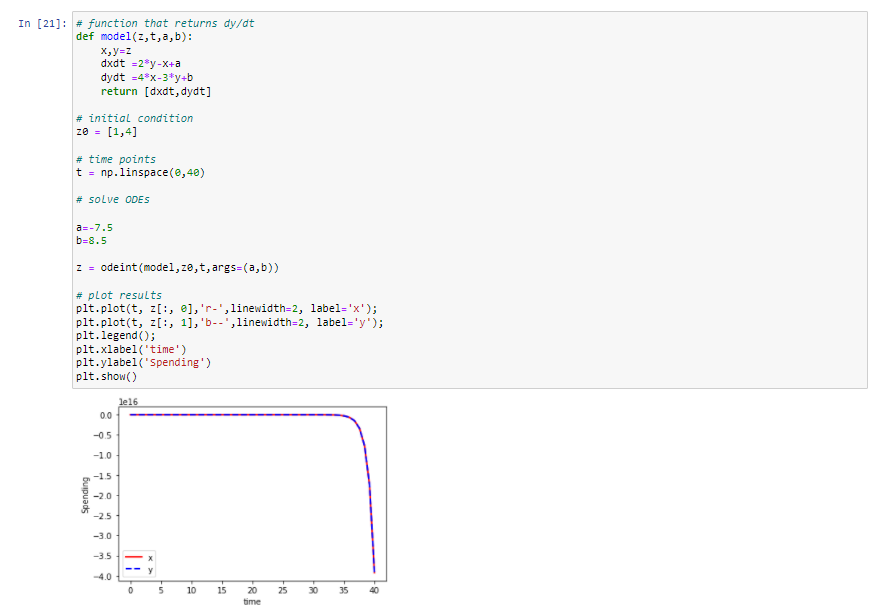 In [21]: # function that returns dy/dt
def model(z,t,a,b):
    x,y=z
    dxdt =2*y-x+a
    dydt =4*x-3*y+b
    return [dxdt,dydt]
# initial condition
z0 = [1,4]
# time points
t = np.linspace(0,40)
# solve ODEs
a=-7.5
b=8.5
z = odeint(model,z0,t,args=(a,b))
# plot results
plt.plot(t, z[:, 0],'r-',linewidth=2, label='x');
plt.plot(t, z[:, 1],'b--',linewidth=2, label='y');
plt.legend();
plt.xlabel('time')
plt.ylabel('Spending')
plt.show()
1e16
0.0
−0.5
−1.0
−1.5
−2.0
−2.5
−3.0
−3.5
−4.0
Spending
x
y
0 5 10 15 20 25 30 35 40
time